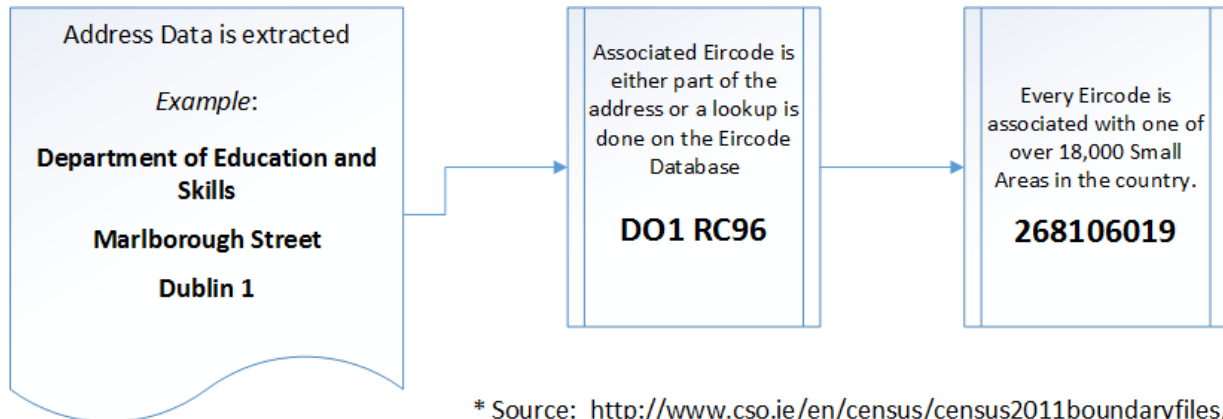 Address Data is extracted
Example:
Department of Education and
Skills
Marlborough Street
Dublin 1
Associated Eircode is
either part of the
address or a lookup is
done on the Eircode
Database
DO1 RC96
Every Eircode is
associated with one of
over 18,000 Small
Areas in the country.
268106019
* Source: http://www.cso.ie/en/census/census2011boundaryfiles.